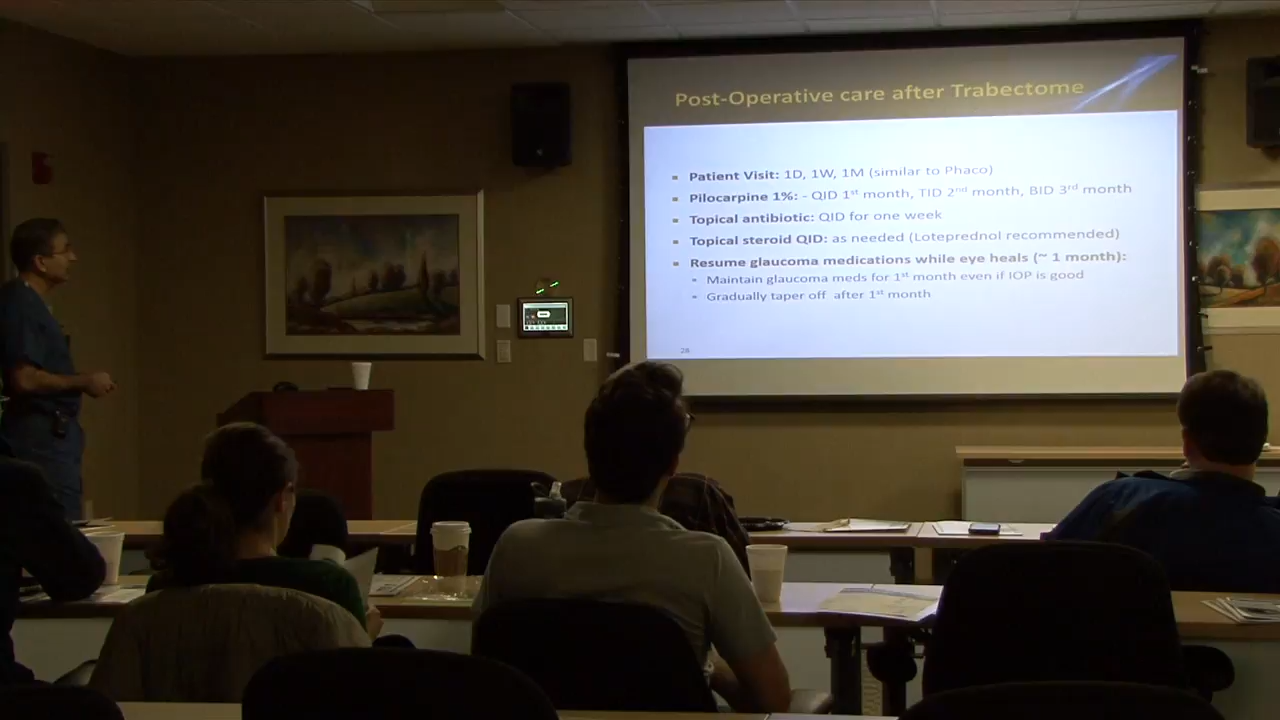 Post-Operative care after Trabectome
▪ Patient Visit: 1D, 1W, 1M (similar to Phaco)
▪ Pilocarpine 1%: - QID 1st month, TID 2nd month, BID 3rd month
▪ Topical antibiotic: QID for one week
▪ Topical steroid QID: as needed (Loteprednol recommended)
▪ Resume glaucoma medications while eye heals (~ 1 month):
▪ Maintain glaucoma meds for 1st month even if IOP is good
▪ Gradually taper off after 1st month
28